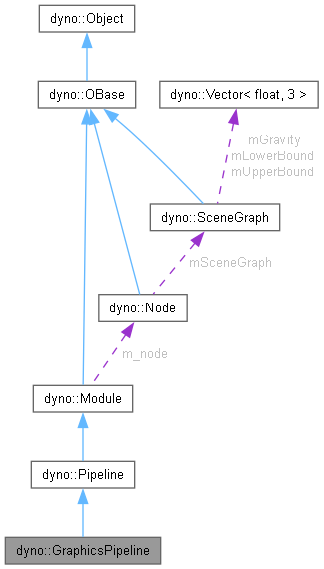 dyno::Object
dyno::OBase
dyno::Vector< float, 3 >
mGravity
mLowerBound
mUpperBound
dyno::SceneGraph
mSceneGraph
dyno::Node
m_node
dyno::Module
dyno::Pipeline
dyno::GraphicsPipeline